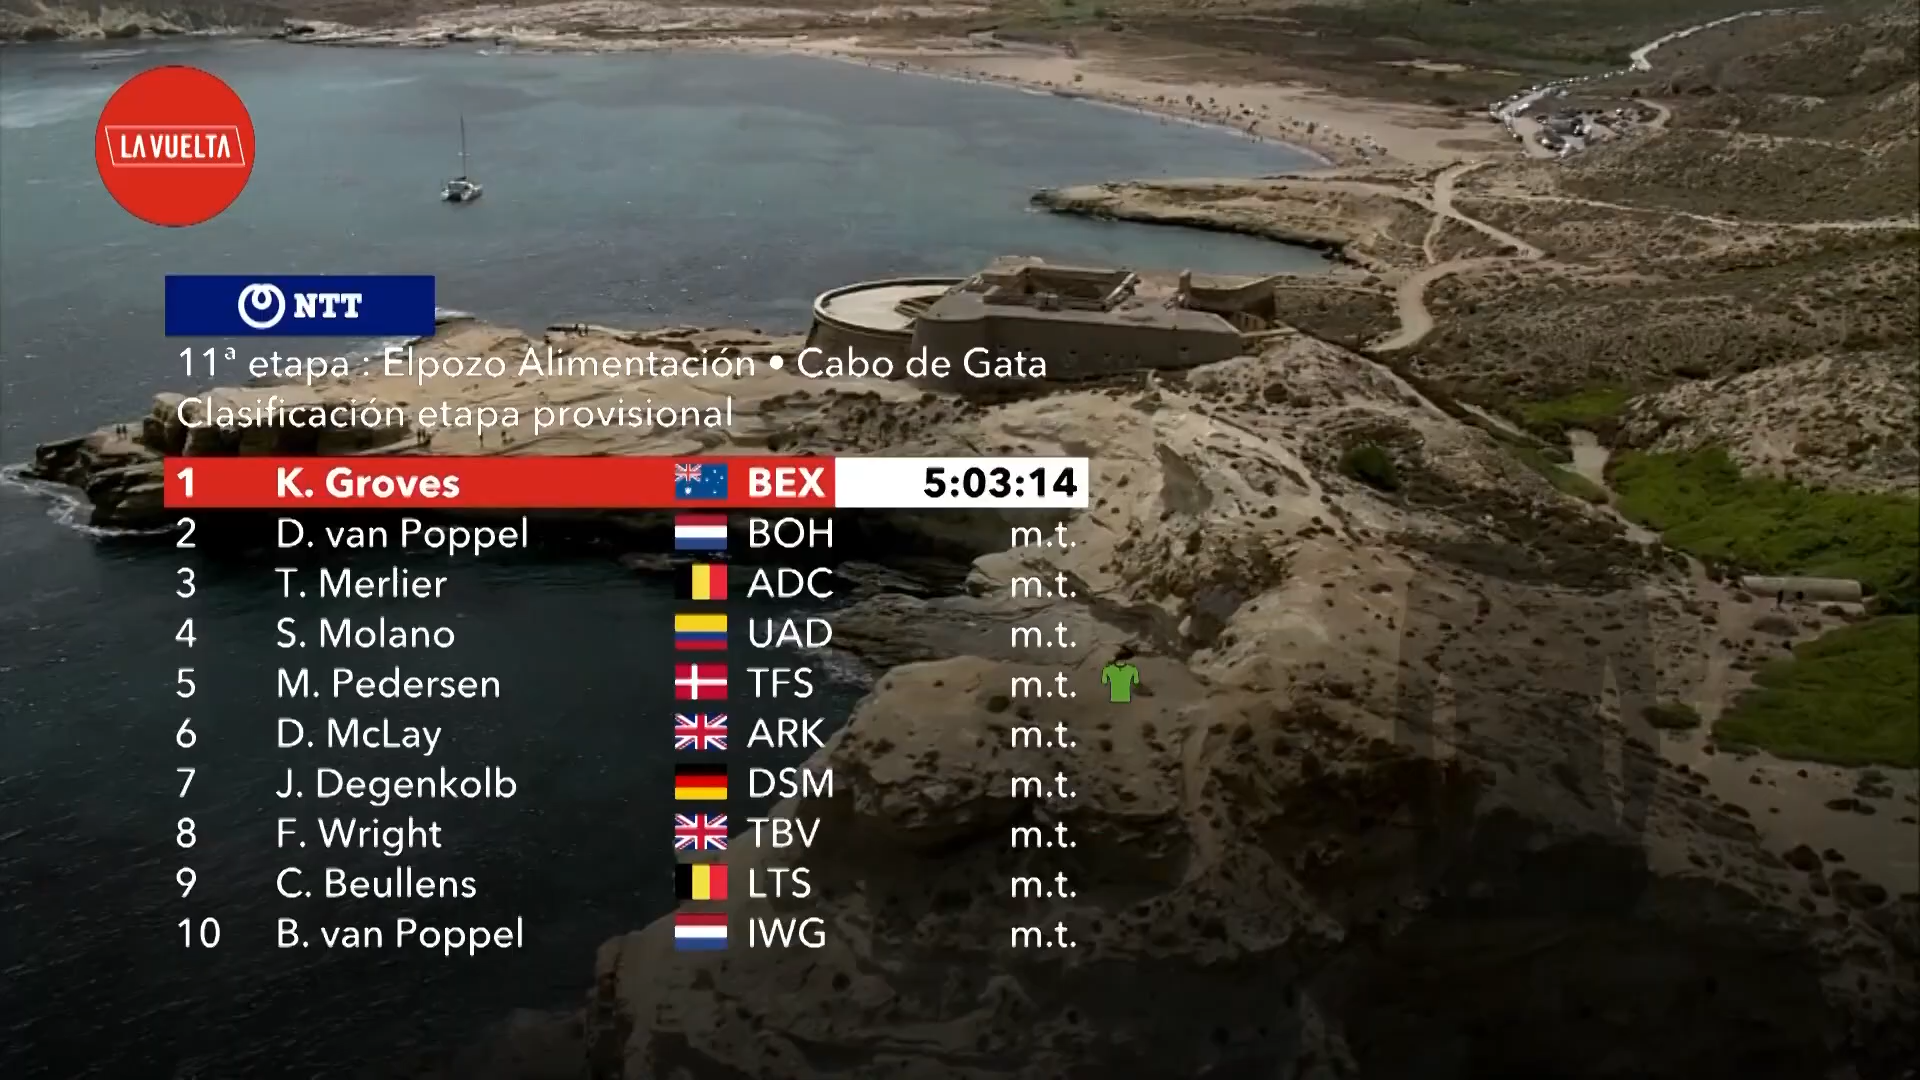 LA VUELTA
NTT
11ª etapa : Elpozo Alimentación • Cabo de Gata
Clasificación etapa provisional
1 K. Groves BEX 5:03:14
2 D. van Poppel BOH m.t.
3 T. Merlier ADC m.t.
4 S. Molano UAD m.t.
5 M. Pedersen TFS m.t.
6 D. McLay ARK m.t.
7 J. Degenkolb DSM m.t.
8 F. Wright TBV m.t.
9 C. Beullens LTS m.t.
10 B. van Poppel IWG m.t.